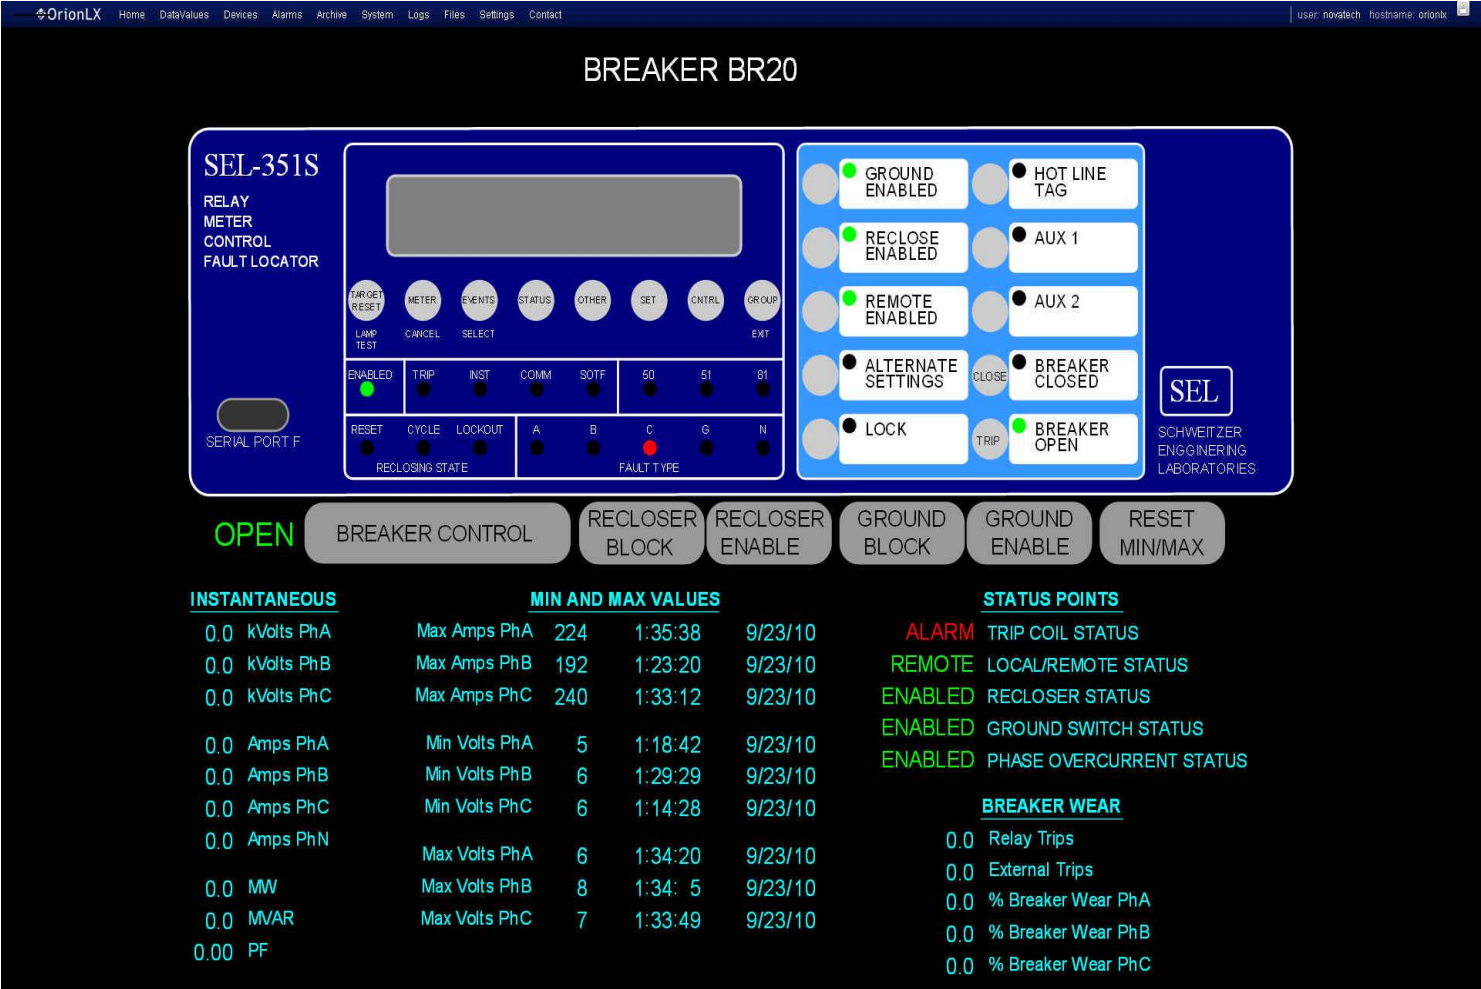 OrionLX Home DataValues Devices Alarms Archive System Logs Files Settings Contact user: novatech hostname: orionlx
BREAKER BR20
SEL-351S
RELAY
METER
CONTROL
FAULT LOCATOR
SERIAL PORT F
TARGET
RESET
METER EVENTS STATUS OTHER SET CNTRL GROUP
LAMP
TEST
CANCEL SELECT EXIT
ENABLED TRIP INST COMM SOTF 50 51 81
RESET CYCLE LOCKOUT A B C G N
RECLOSING STATE FAULT TYPE
GROUND
ENABLED
HOT LINE
TAG
RECLOSE
ENABLED
AUX 1
REMOTE
ENABLED
AUX 2
ALTERNATE
SETTINGS
CLOSE
BREAKER
CLOSED
LOCK
TRIP
BREAKER
OPEN
SEL
SCHWEITZER
ENGGINERING
LABORATORIES
OPEN
BREAKER CONTROL
RECLOSER
BLOCK
RECLOSER
ENABLE
GROUND
BLOCK
GROUND
ENABLE
RESET
MIN/MAX
INSTANTANEOUS
0.0 kVolts PhA
0.0 kVolts PhB
0.0 kVolts PhC
0.0 Amps PhA
0.0 Amps PhB
0.0 Amps PhC
0.0 Amps PhN
0.0 MW
0.0 MVAR
0.00 PF
MIN AND MAX VALUES
Max Amps PhA 224 1:35:38 9/23/10
Max Amps PhB 192 1:23:20 9/23/10
Max Amps PhC 240 1:33:12 9/23/10
Min Volts PhA 5 1:18:42 9/23/10
Min Volts PhB 6 1:29:29 9/23/10
Min Volts PhC 6 1:14:28 9/23/10
Max Volts PhA 6 1:34:20 9/23/10
Max Volts PhB 8 1:34: 5 9/23/10
Max Volts PhC 7 1:33:49 9/23/10
STATUS POINTS
ALARM TRIP COIL STATUS
REMOTE LOCAL/REMOTE STATUS
ENABLED RECLOSER STATUS
ENABLED GROUND SWITCH STATUS
ENABLED PHASE OVERCURRENT STATUS
BREAKER WEAR
0.0 Relay Trips
0.0 External Trips
0.0 % Breaker Wear PhA
0.0 % Breaker Wear PhB
0.0 % Breaker Wear PhC